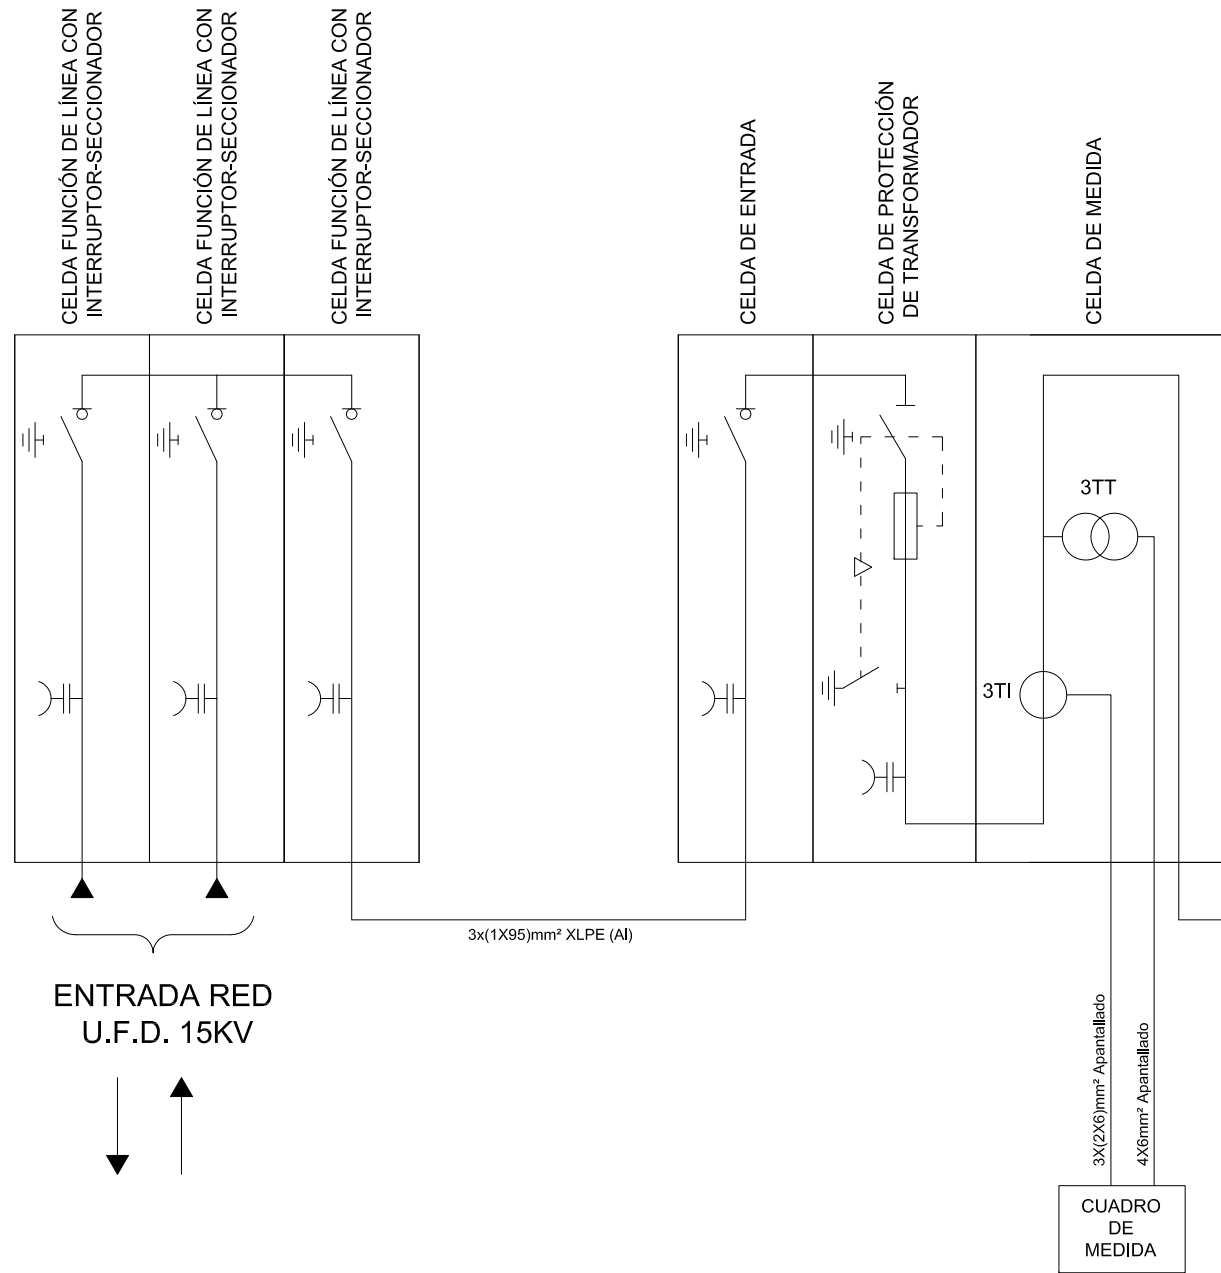 CELDA FUNCIÓN DE LÍNEA CON
INTERRUPTOR-SECCIONADOR
CELDA FUNCIÓN DE LÍNEA CON
INTERRUPTOR-SECCIONADOR
CELDA FUNCIÓN DE LÍNEA CON
INTERRUPTOR-SECCIONADOR
CELDA DE ENTRADA
CELDA DE PROTECCIÓN
DE TRANSFORMADOR
CELDA DE MEDIDA
3TT
3TI
3x(1X95)mm² XLPE (Al)
ENTRADA RED
U.F.D. 15KV
3X(2X6)mm² Apantallado
4X6mm² Apantallado
CUADRO
DE
MEDIDA